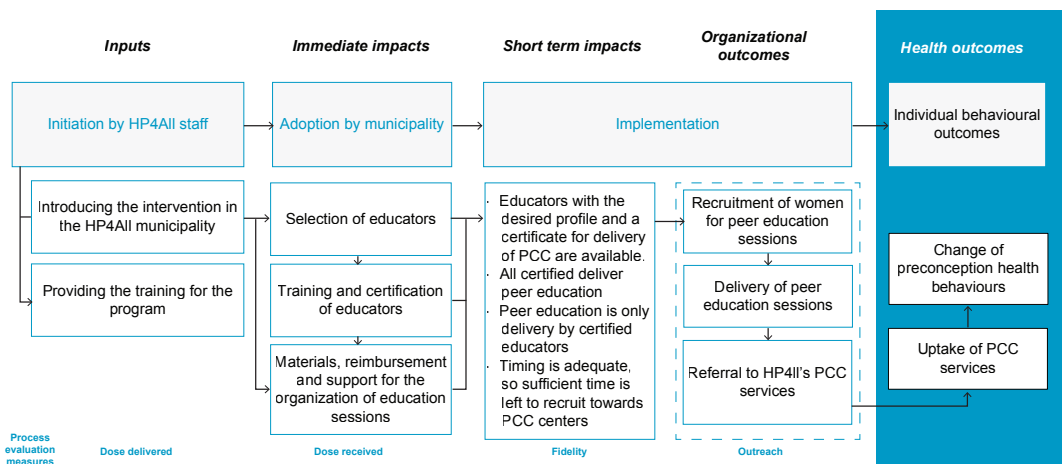 Inputs
Immediate impacts
Short term impacts
Organizational
outcomes
Health outcomes
Initiation by HP4All staff
Adoption by municipality
Implementation
Individual behavioural
outcomes
Introducing the intervention in
the HP4All municipality
Providing the training for the
program
Selection of educators
Training and certification
of educators
Materials, reimbursement
and support for the
organization of education
sessions
· Educators with the
desired profile and a
certificate for delivery
of PCC are available.
· All certified deliver
peer education
· Peer education is only
delivery by certified
educators
· Timing is adequate,
so sufficient time is
left to recruit towards
PCC centers
Recruitment of women
for peer education
sessions
Delivery of peer
education sessions
Referral to HP4ll's PCC
services
Change of
preconception health
behaviours
Uptake of PCC
services
Process
evaluation
measures
Dose delivered
Dose received
Fidelity
Outreach